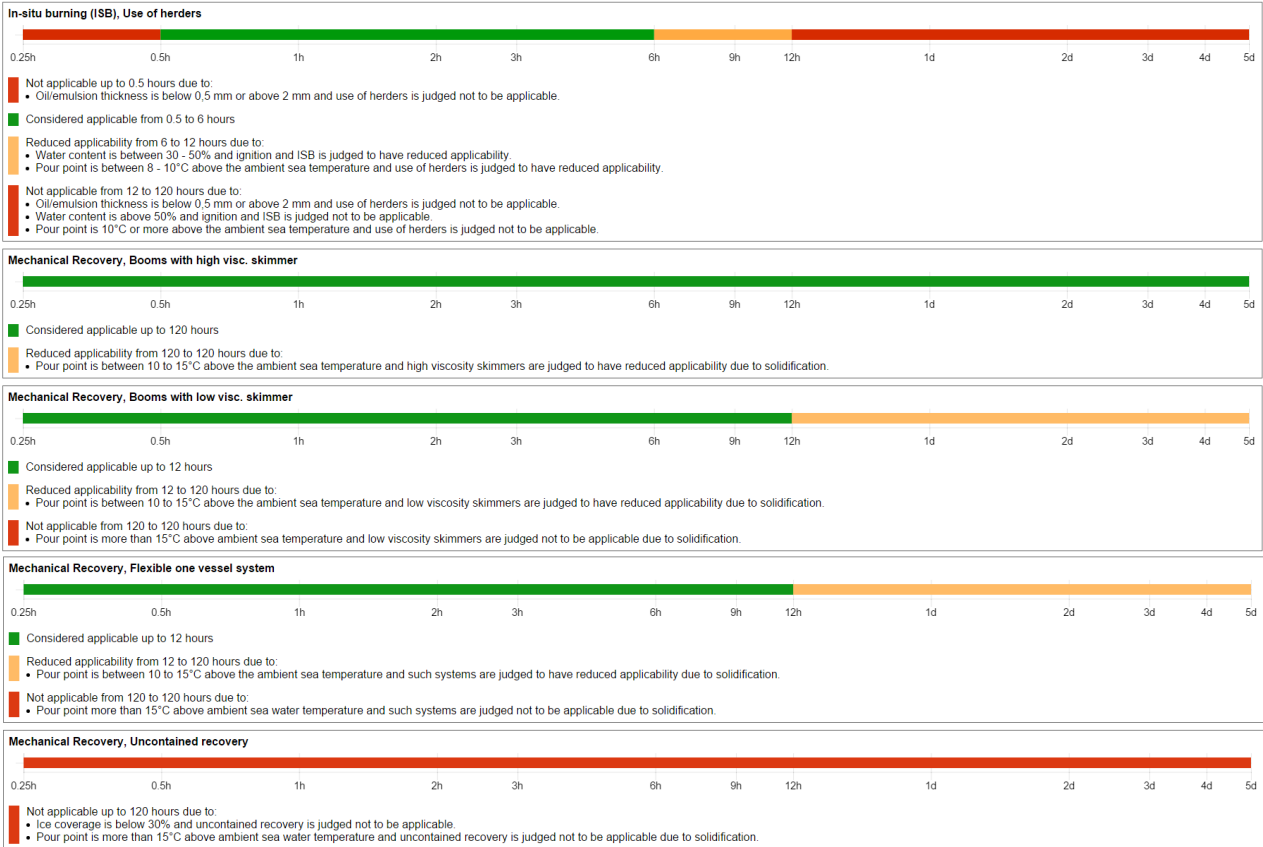 In-situ burning (ISB), Use of herders
0.25h 0.5h 1h 2h 3h 6h 9h 12h 1d 2d 3d 4d 5d
Not applicable up to 0.5 hours due to:
• Oil/emulsion thickness is below 0,5 mm or above 2 mm and use of herders is judged not to be applicable.
Considered applicable from 0.5 to 6 hours
Reduced applicability from 6 to 12 hours due to:
• Water content is between 30 - 50% and ignition and ISB is judged to have reduced applicability.
• Pour point is between 8 - 10°C above the ambient sea temperature and use of herders is judged to have reduced applicability.
Not applicable from 12 to 120 hours due to:
• Oil/emulsion thickness is below 0,5 mm or above 2 mm and use of herders is judged not to be applicable.
• Water content is above 50% and ignition and ISB is judged not to be applicable.
• Pour point is 10°C or more above the ambient sea temperature and use of herders is judged not to be applicable.
Mechanical Recovery, Booms with high visc. skimmer
0.25h 0.5h 1h 2h 3h 6h 9h 12h 1d 2d 3d 4d 5d
Considered applicable up to 120 hours
Reduced applicability from 120 to 120 hours due to:
• Pour point is between 10 to 15°C above the ambient sea temperature and high viscosity skimmers are judged to have reduced applicability due to solidification.
Mechanical Recovery, Booms with low visc. skimmer
0.25h 0.5h 1h 2h 3h 6h 9h 12h 1d 2d 3d 4d 5d
Considered applicable up to 12 hours
Reduced applicability from 12 to 120 hours due to:
• Pour point is between 10 to 15°C above the ambient sea temperature and low viscosity skimmers are judged to have reduced applicability due to solidification.
Not applicable from 120 to 120 hours due to:
• Pour point is more than 15°C above ambient sea temperature and low viscosity skimmers are judged not to be applicable due to solidification.
Mechanical Recovery, Flexible one vessel system
0.25h 0.5h 1h 2h 3h 6h 9h 12h 1d 2d 3d 4d 5d
Considered applicable up to 12 hours
Reduced applicability from 12 to 120 hours due to:
• Pour point is between 10 to 15°C above the ambient sea temperature and such systems are judged to have reduced applicability due to solidification.
Not applicable from 120 to 120 hours due to:
• Pour point more than 15°C above ambient sea water temperature and such systems are judged not to be applicable due to solidification.
Mechanical Recovery, Uncontained recovery
0.25h 0.5h 1h 2h 3h 6h 9h 12h 1d 2d 3d 4d 5d
Not applicable up to 120 hours due to:
• Ice coverage is below 30% and uncontained recovery is judged not to be applicable.
• Pour point is more than 15°C above ambient sea water temperature and uncontained recovery is judged not to be applicable due to solidification.